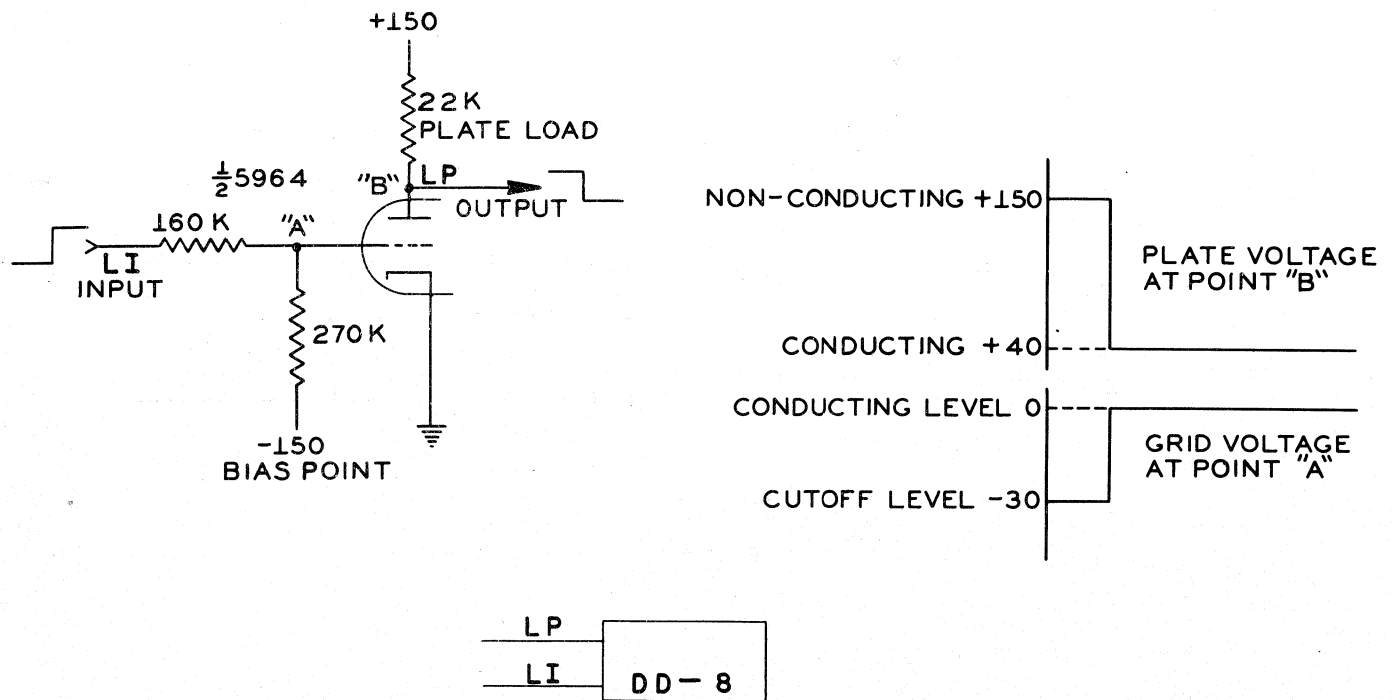 +150
22K
PLATE LOAD
½5964
"B"
LP
OUTPUT
160K
"A"
LI
INPUT
270K
-150
BIAS POINT
NON-CONDUCTING +150
PLATE VOLTAGE
AT POINT "B"
CONDUCTING +40
CONDUCTING LEVEL 0
GRID VOLTAGE
AT POINT "A"
CUTOFF LEVEL -30
LP
LI
DD-8